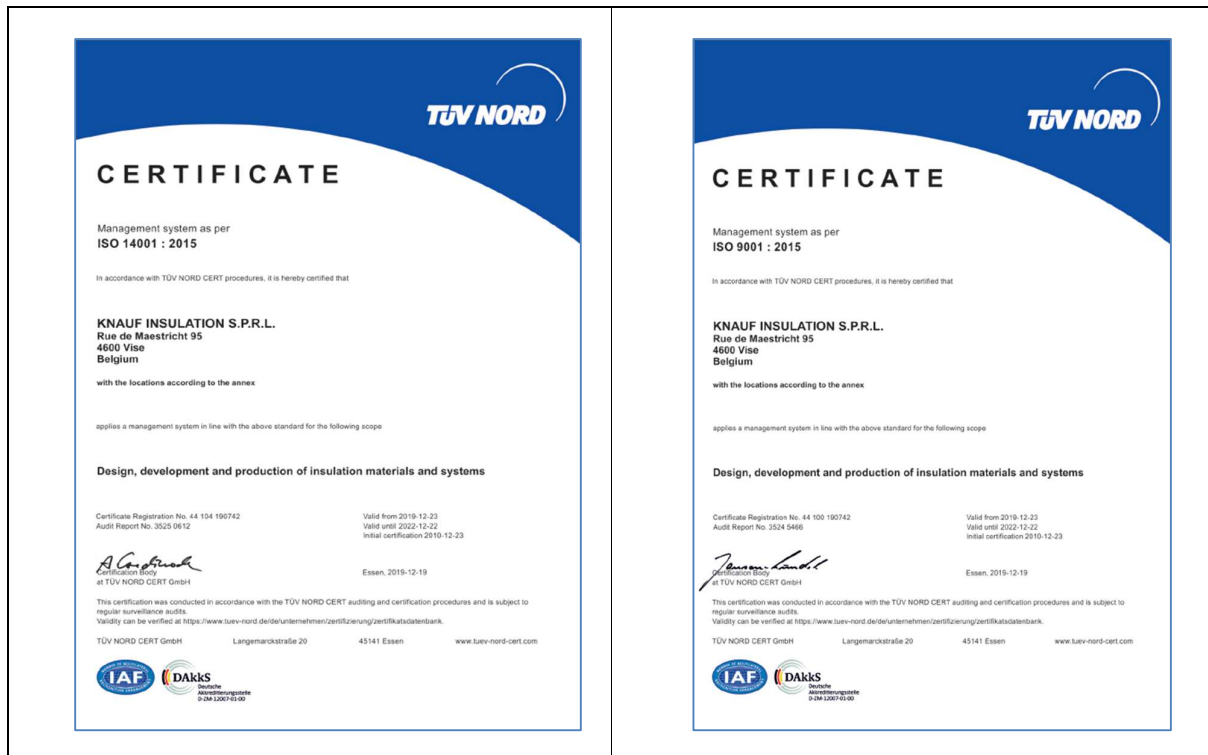 TÜV NORD
CERTIFICATE
Management system as per
ISO 14001 : 2015
In accordance with TÜV NORD CERT procedures, it is hereby certified that
KNAUF INSULATION S.P.R.L.
Rue de Maestricht 95
4600 Vise
Belgium
with the locations according to the annex
applies a management system in line with the above standard for the following scope
Design, development and production of insulation materials and systems
Certificate Registration No. 44 104 190742
Audit Report No. 3525 0612
Valid from 2019-12-23
Valid until 2022-12-22
Initial certification 2010-12-23
Certification Body
at TÜV NORD CERT GmbH
Essen, 2019-12-19
This certification was conducted in accordance with the TÜV NORD CERT auditing and certification procedures and is subject to
regular surveillance audits.
Validity can be verified at https://www.tuev-nord.de/de/unternehmen/zertifizierung/zertifikatsdatenbank.
TÜV NORD CERT GmbH Langemarckstraße 20 45141 Essen www.tuev-nord-cert.com
IAF
DAkkS
Deutsche
Akkreditierungsstelle
D-ZM-12007-01-00
TÜV NORD
CERTIFICATE
Management system as per
ISO 9001 : 2015
In accordance with TÜV NORD CERT procedures, it is hereby certified that
KNAUF INSULATION S.P.R.L.
Rue de Maestricht 95
4600 Vise
Belgium
with the locations according to the annex
applies a management system in line with the above standard for the following scope
Design, development and production of insulation materials and systems
Certificate Registration No. 44 100 190742
Audit Report No. 3524 5466
Valid from 2019-12-23
Valid until 2022-12-22
Initial certification 2010-12-23
Certification Body
at TÜV NORD CERT GmbH
Essen, 2019-12-19
This certification was conducted in accordance with the TÜV NORD CERT auditing and certification procedures and is subject to
regular surveillance audits.
Validity can be verified at https://www.tuev-nord.de/de/unternehmen/zertifizierung/zertifikatsdatenbank.
TÜV NORD CERT GmbH Langemarckstraße 20 45141 Essen www.tuev-nord-cert.com
IAF
DAkkS
Deutsche
Akkreditierungsstelle
D-ZM-12007-01-00